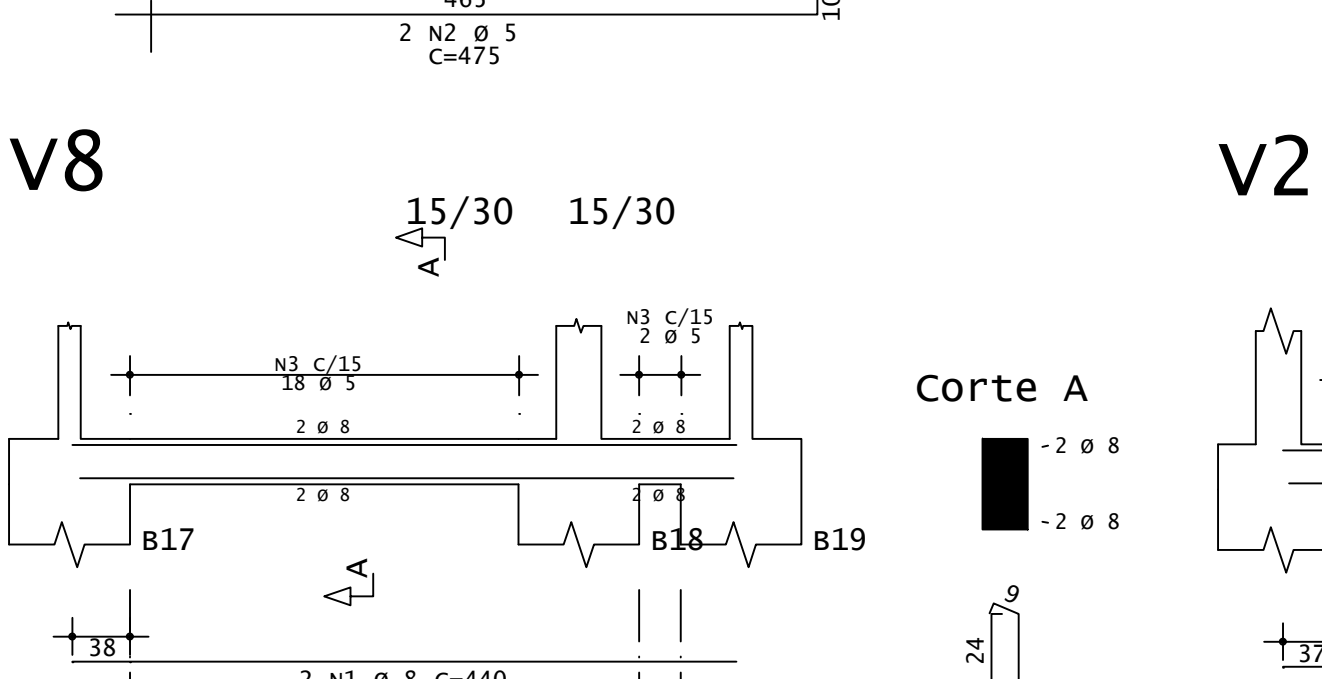 465
10
2 N2 Ø 5
C=475
V8
V2
15/30 15/30
A
N3 C/15
2 Ø 5
N3 C/15
18 Ø 5
Corte A
2 Ø 8
2 Ø 8
-2 Ø 8
2 Ø 8
2 Ø 8
-2 Ø 8
B17
B18
B19
A
9
38
24
37
2 N1 Ø 8 C=440